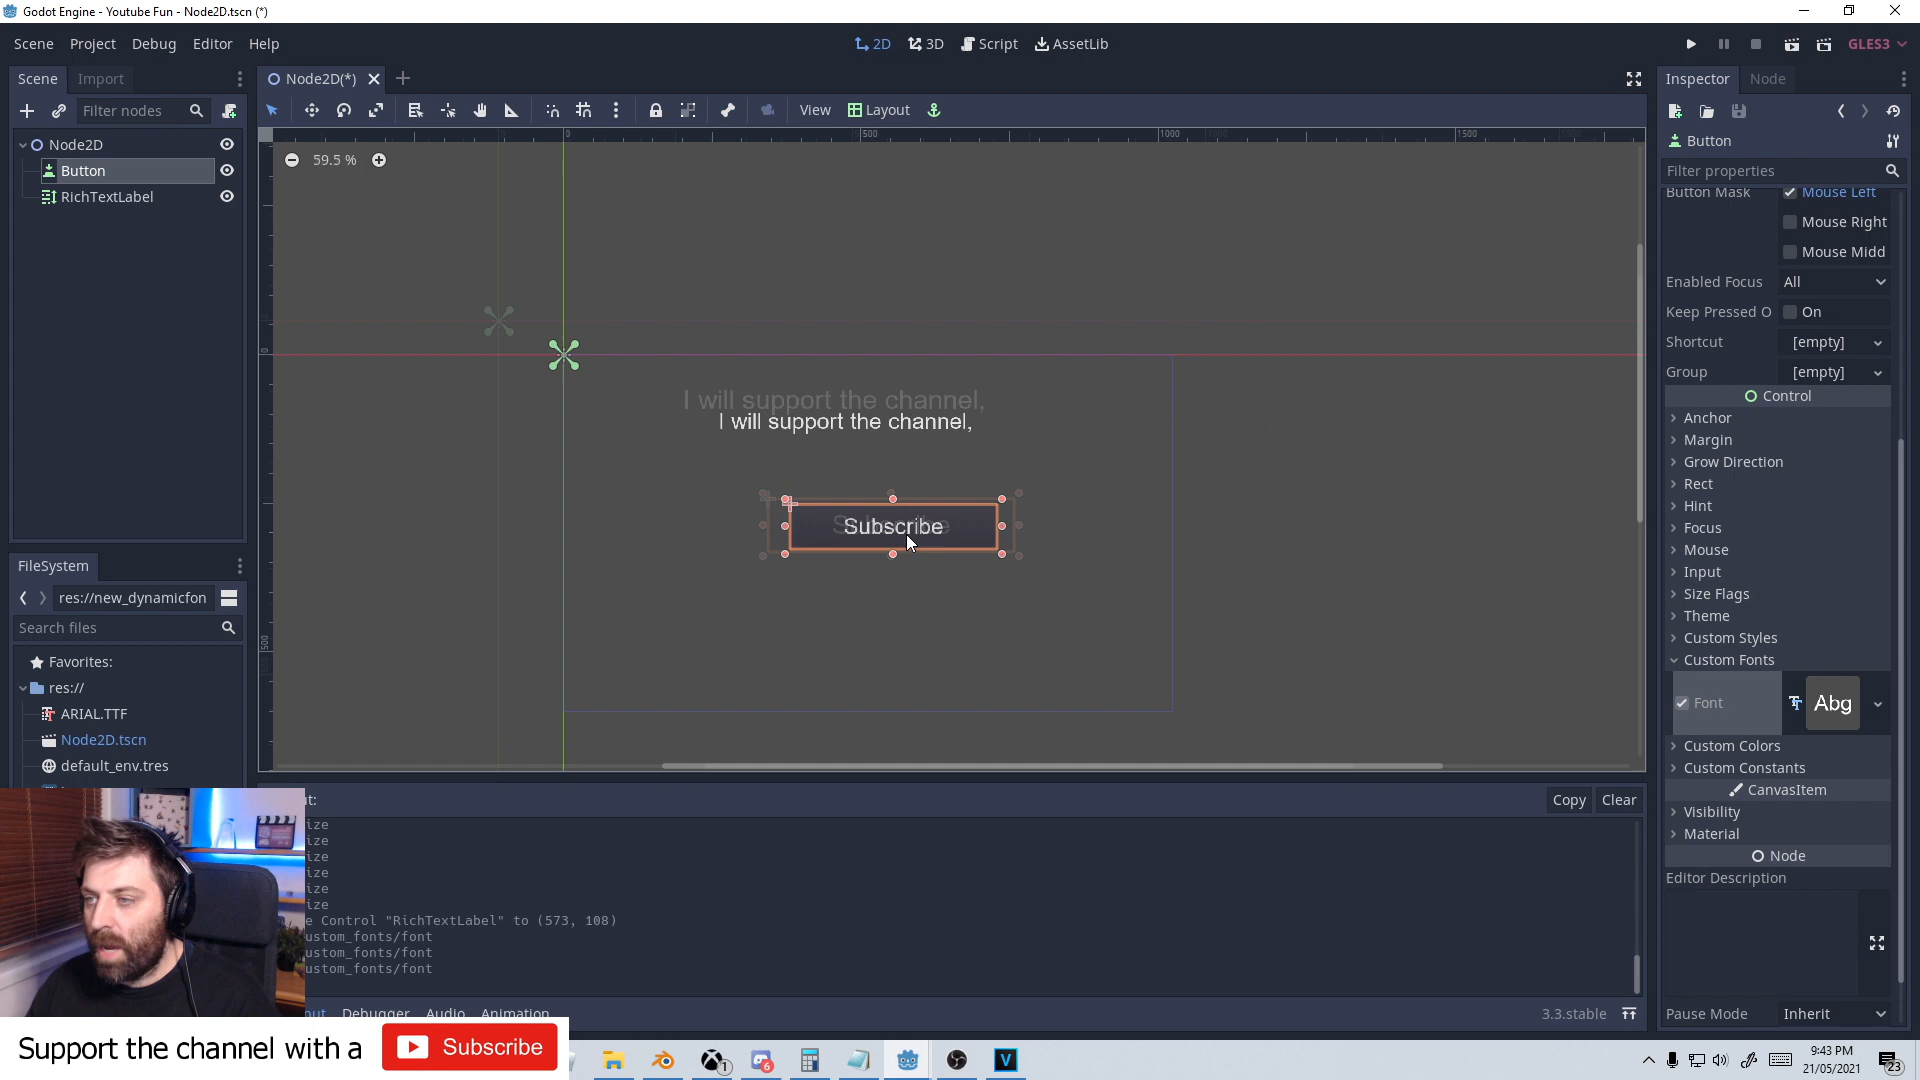 Godot Engine - Youtube Fun - Node2D.tscn (*)
Scene Project Debug Editor Help
2D 3D Script AssetLib
GLES3
Scene Import
Node2D(*)
Inspector Node
Filter nodes
View Layout
Button
Node2D
59.5 %
0 500 1000 1500
Filter properties
Button
RichTextLabel
Button Mask Mouse Left
Mouse Right
Mouse Midd
Enabled Focus All
Keep Pressed O On
Shortcut [empty]
Group [empty]
Control
I will support the channel,
I will support the channel,
Anchor
Margin
Grow Direction
Rect
Hint
Subscribe
Focus
Mouse
Input
Size Flags
Theme
Custom Styles
Custom Fonts
Font Abg
Custom Colors
Custom Constants
CanvasItem
Visibility
Material
Node
Editor Description
Pause Mode Inherit
FileSystem
res://new_dynamicfon
Search files
Favorites:
res://
ARIAL.TTF
Node2D.tscn
default_env.tres
t:
Copy Clear
ize
ize
ize
ize
ize
ize
e Control "RichTextLabel" to (573, 108)
ustom_fonts/font
ustom_fonts/font
ustom_fonts/font
put Debugger Audio Animation
3.3.stable
Support the channel with a Subscribe
1
6
V
9:43 PM
21/05/2021
23